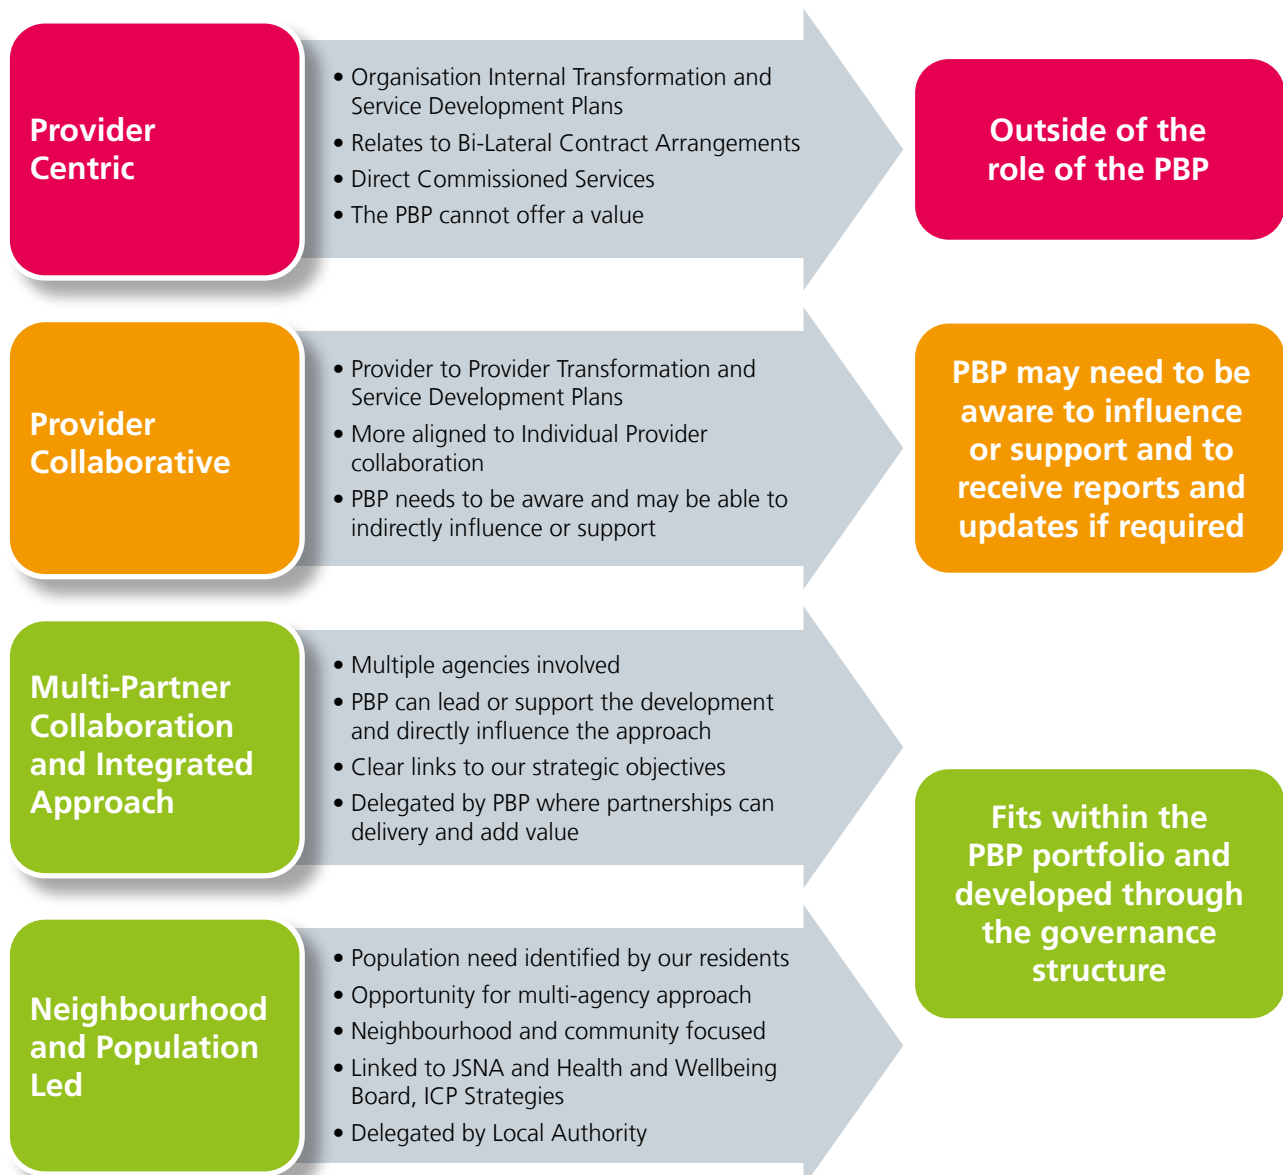 Provider
Centric
• Organisation Internal Transformation and
Service Development Plans
• Relates to Bi-Lateral Contract Arrangements
• Direct Commissioned Services
• The PBP cannot offer a value
Outside of the
role of the PBP
Provider
Collaborative
• Provider to Provider Transformation and
Service Development Plans
• More aligned to Individual Provider
collaboration
• PBP needs to be aware and may be able to
indirectly influence or support
PBP may need to be
aware to influence
or support and to
receive reports and
updates if required
Multi-Partner
Collaboration
and Integrated
Approach
• Multiple agencies involved
• PBP can lead or support the development
and directly influence the approach
• Clear links to our strategic objectives
• Delegated by PBP where partnerships can
delivery and add value
Neighbourhood
and Population
Led
• Population need identified by our residents
• Opportunity for multi-agency approach
• Neighbourhood and community focused
• Linked to JSNA and Health and Wellbeing
Board, ICP Strategies
• Delegated by Local Authority
Fits within the
PBP portfolio and
developed through
the governance
structure